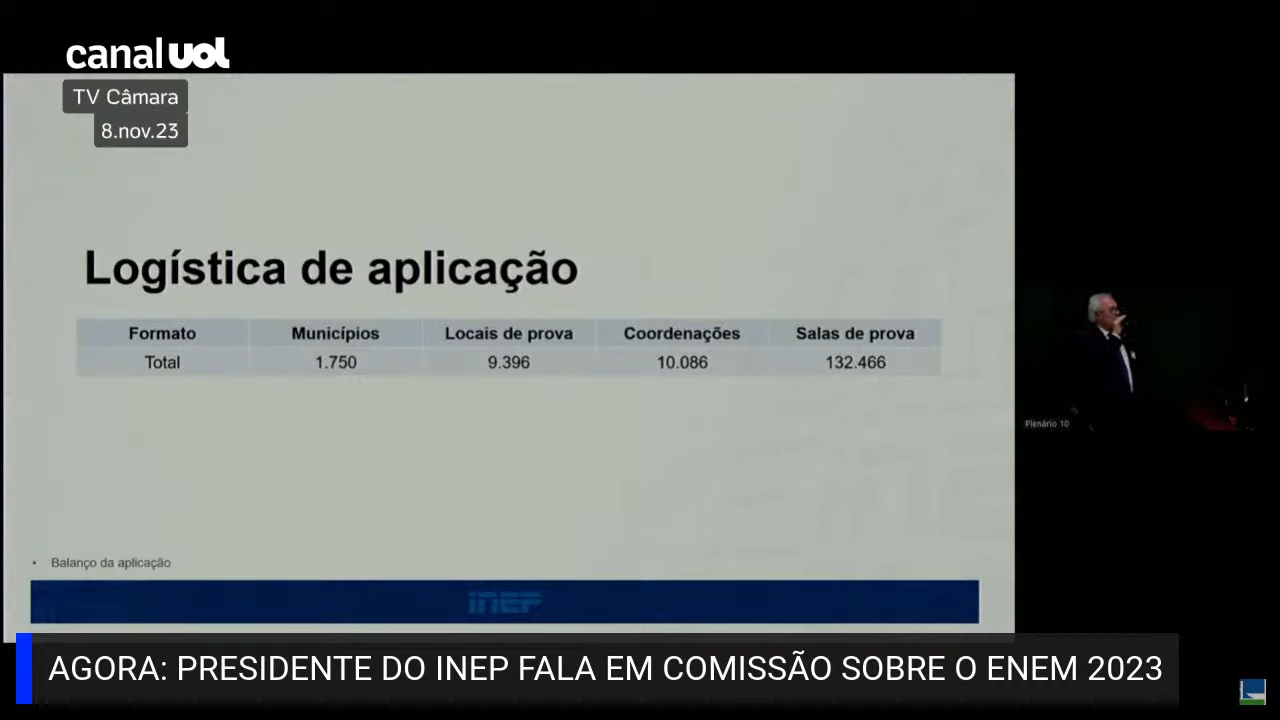 canal uol
TV Câmara
8.nov.23
Logística de aplicação
Formato Municípios Locais de prova Coordenações Salas de prova
Total 1.750 9.396 10.086 132.466
Plenário 10
• Balanço da aplicação
inep
AGORA: PRESIDENTE DO INEP FALA EM COMISSÃO SOBRE O ENEM 2023